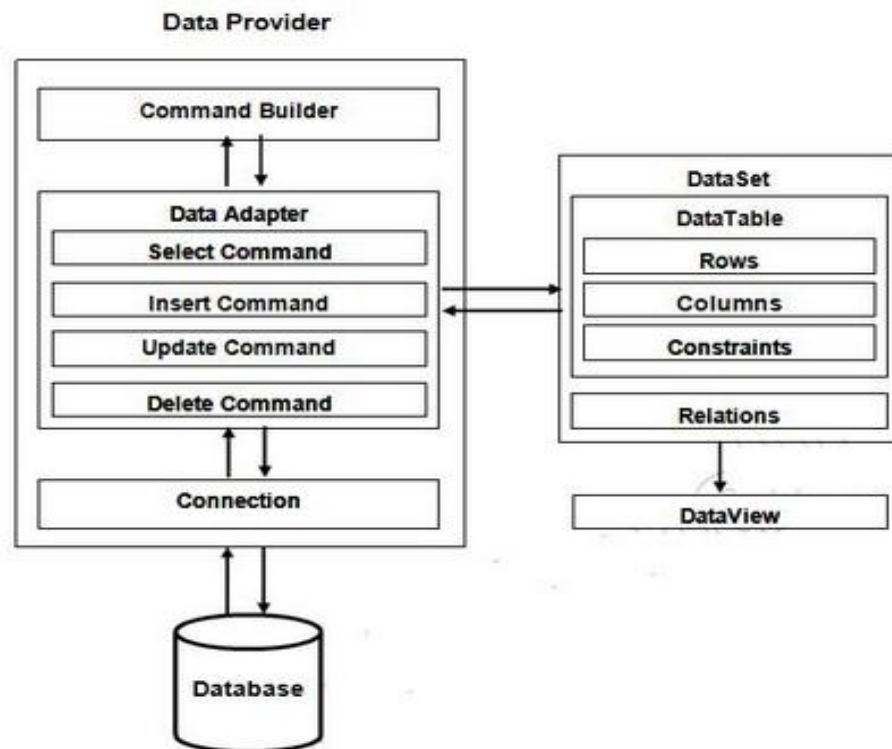 Data Provider
Command Builder
Data Adapter
Select Command
Insert Command
Update Command
Delete Command
Connection
Database
DataSet
DataTable
Rows
Columns
Constraints
Relations
DataView